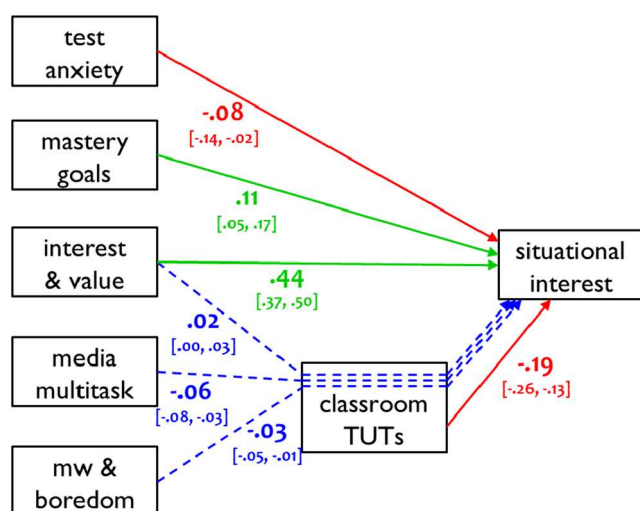 test
anxiety
-.08
[-.14, -.02]
mastery
goals
.11
[.05, .17]
interest
& value
.44
[.37, .50]
situational
interest
.02
[.00, .03]
media
multitask
-.06
[-.08, -.03]
classroom
TUTs
-.19
[-.26, -.13]
-.03
[-.05, -.01]
mw &
boredom